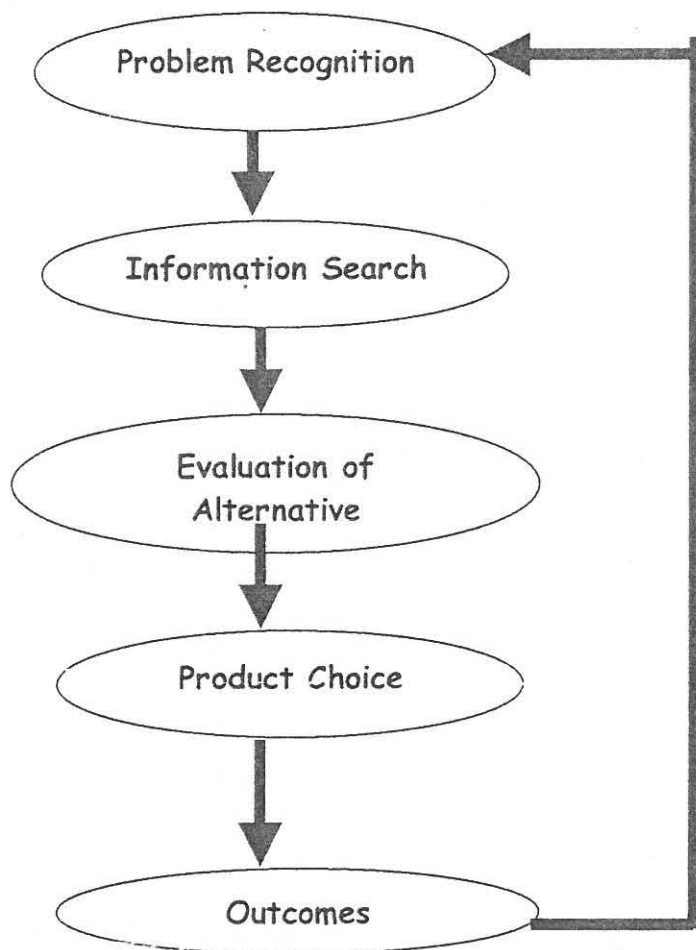 Problem Recognition
Information Search
Evaluation of
Alternative
Product Choice
Outcomes